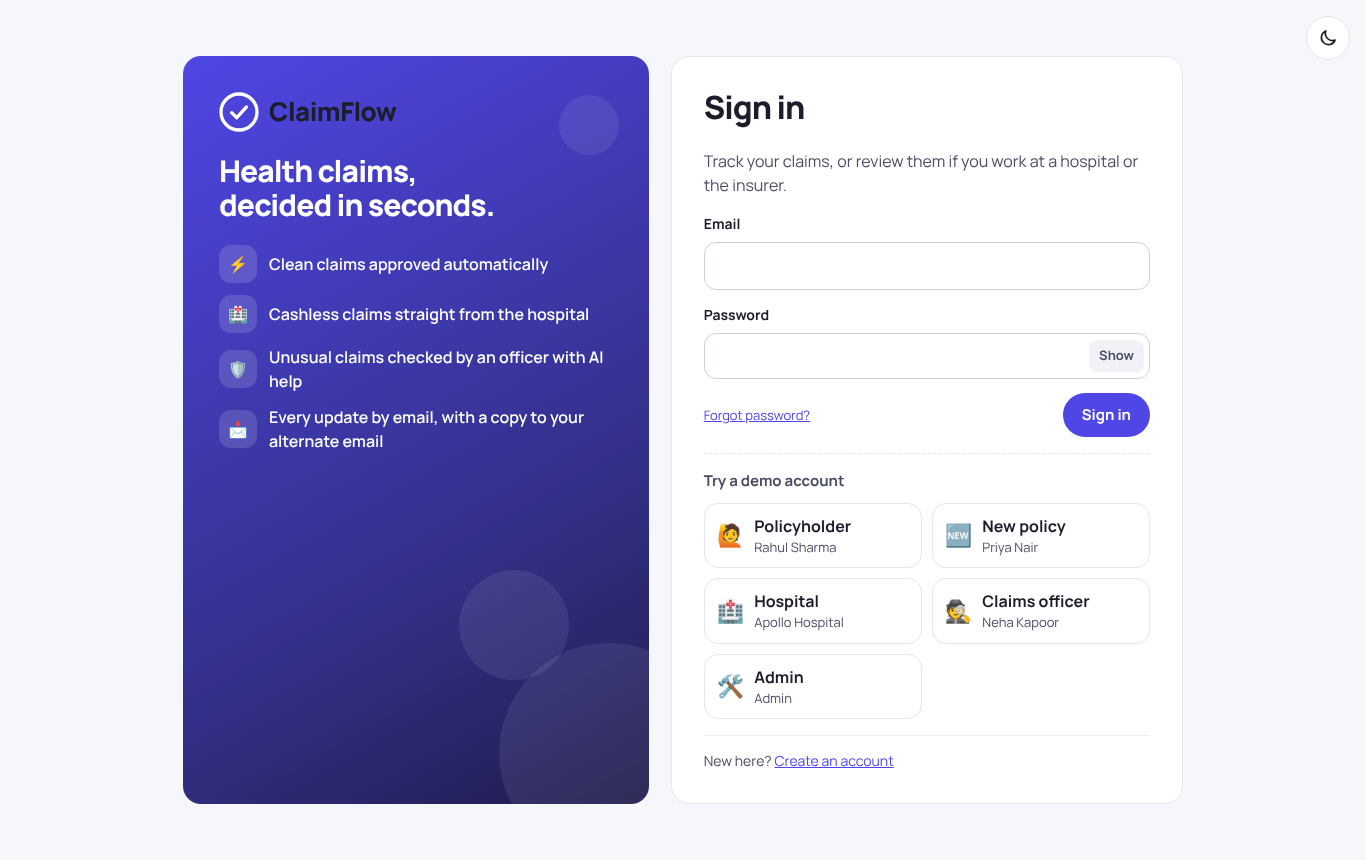 ClaimFlow
Health claims,
decided in seconds.
Clean claims approved automatically
Cashless claims straight from the hospital
Unusual claims checked by an officer with AI
help
Every update by email, with a copy to your
alternate email
Sign in
Track your claims, or review them if you work at a hospital or
the insurer.
Email
Password
Show
Forgot password?
Sign in
Try a demo account
Policyholder
Rahul Sharma
NEW
New policy
Priya Nair
Hospital
Apollo Hospital
Claims officer
Neha Kapoor
Admin
Admin
New here? Create an account